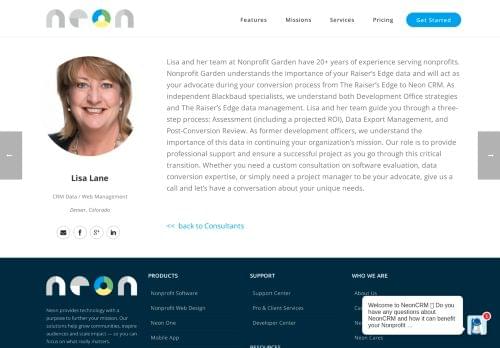 neon
Features
Missions
Services
Pricing
Get Started
Lisa and her team at Nonprofit Garden have 20+ years of experience serving nonprofits.
Nonprofit Garden understands the importance of your Raiser's Edge data and will act as
your advocate during your conversion process from The Raiser's Edge to Neon CRM. As
independent Blackbaud specialists, we understand both Development Office strategies
and The Raiser's Edge data management. Lisa and her team guide you through a three-
step process: Assessment (including a projected ROI), Data Export Management, and
Post-Conversion Review. As former development officers, we understand the
importance of this data in continuing your organization's mission. Our role is to provide
professional support and ensure a successful project as you go through this critical
transition. Whether you need a custom consultation on software evaluation, data
conversion expertise, or simply need a project manager to be your advocate, give us a
call and let's have a conversation about your unique needs.
<< back to Consultants
←
→
Lisa Lane
CRM Data / Web Management
Denver, Colorado
neon
Neon provides technology with a
purpose to further your mission. Our
solutions help grow communities, inspire
audiences and scale impact — so you can
focus on what really matters.
PRODUCTS
Nonprofit Software
Nonprofit Web Design
Neon One
Mobile App
SUPPORT
Support Center
Pro & Client Services
Developer Center
RESOURCES
WHO WE ARE
About Us
Neon Cares
Welcome to NeonCRM Do you
have any questions about
NeonCRM and how it can benefit
your Nonprofit ...
1